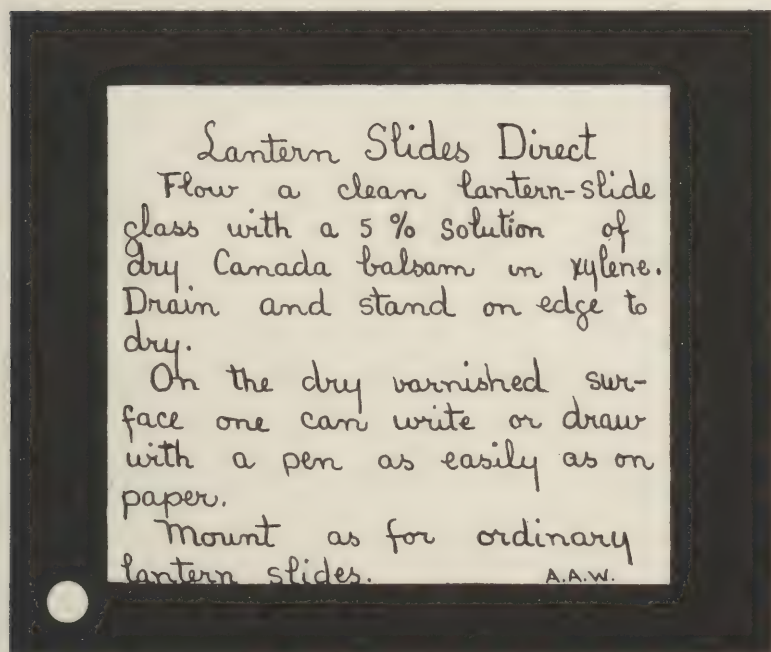 Lantern Slides Direct
Flow a clean lantern-slide
glass with a 5 % solution of
dry Canada balsam in xylene.
Drain and stand on edge to
dry.
On the dry varnished sur-
face one can write or draw
with a pen as easily as on
paper.
Mount as for ordinary
lantern slides. A.A.W.